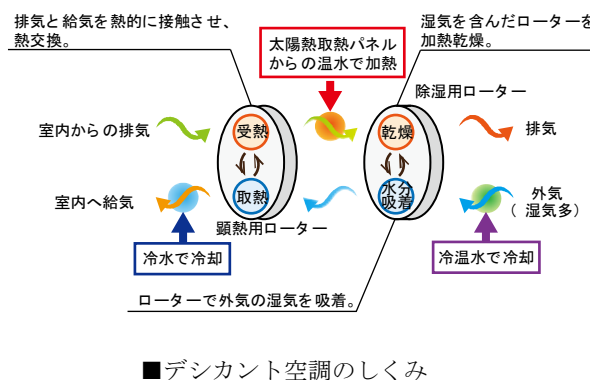 排気と給気を熱的に接触させ、
熱交換。
湿気を含んだローターを
加熱乾燥。
太陽熱取熱パネル
からの温水で加熱
除湿用ローター
室内からの排気
受熱
乾燥
排気
室内へ給気
取熱
水分
吸着
外気
(湿気多)
顕熱用ローター
冷水で冷却
冷温水で冷却
ローターで外気の湿気を吸着。
■デシカント空調のしくみ